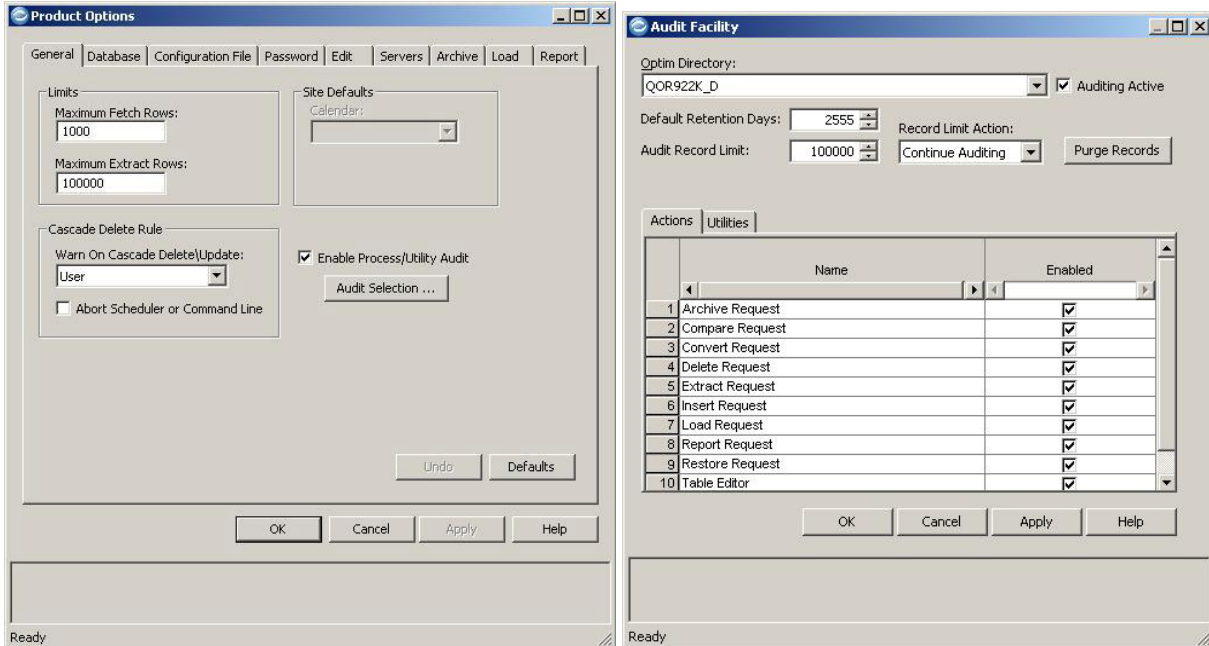 Product Options
General Database Configuration File Password Edit Servers Archive Load Report
Limits
Maximum Fetch Rows:
1000
Maximum Extract Rows:
100000
Site Defaults
Calendar:
Cascade Delete Rule
Warn On Cascade Delete\Update:
User
Abort Scheduler or Command Line
Enable Process/Utility Audit
Audit Selection ...
Undo Defaults
OK Cancel Apply Help
Ready
Audit Facility
Optim Directory:
QOR922K_D
Auditing Active
Default Retention Days: 2555
Audit Record Limit: 100000
Record Limit Action:
Continue Auditing
Purge Records
Actions Utilities
Name Enabled
1 Archive Request
2 Compare Request
3 Convert Request
4 Delete Request
5 Extract Request
6 Insert Request
7 Load Request
8 Report Request
9 Restore Request
10 Table Editor
OK Cancel Apply Help
Ready